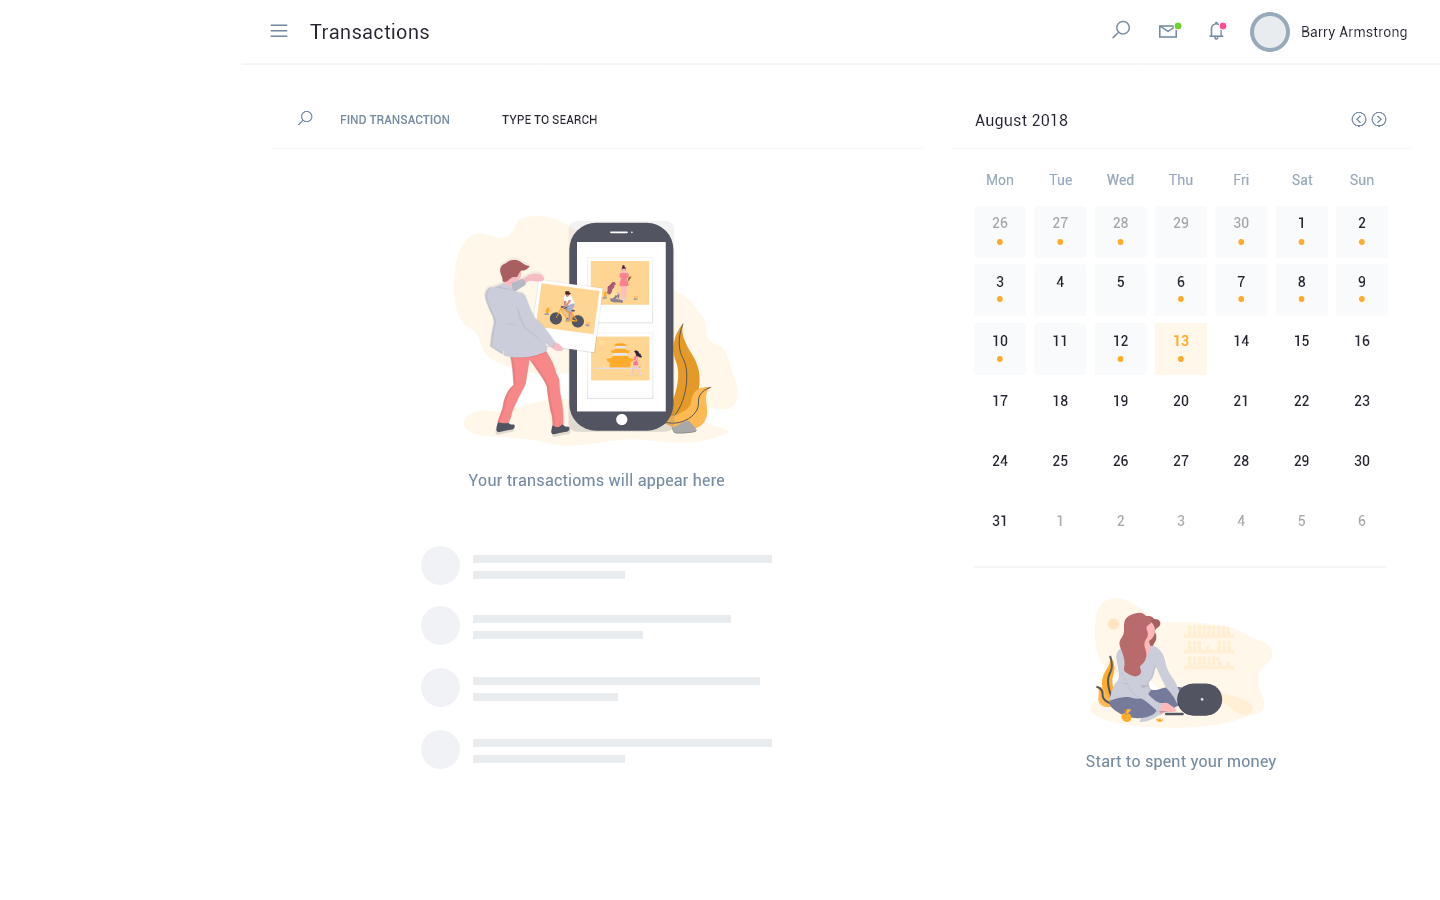 Transactions
Barry Armstrong
FIND TRANSACTION
TYPE TO SEARCH
Your transactioms will appear here
August 2018
Mon Tue Wed Thu Fri Sat Sun
26 27 28 29 30 1 2
3 4 5 6 7 8 9
10 11 12 13 14 15 16
17 18 19 20 21 22 23
24 25 26 27 28 29 30
31 1 2 3 4 5 6
Start to spent your money